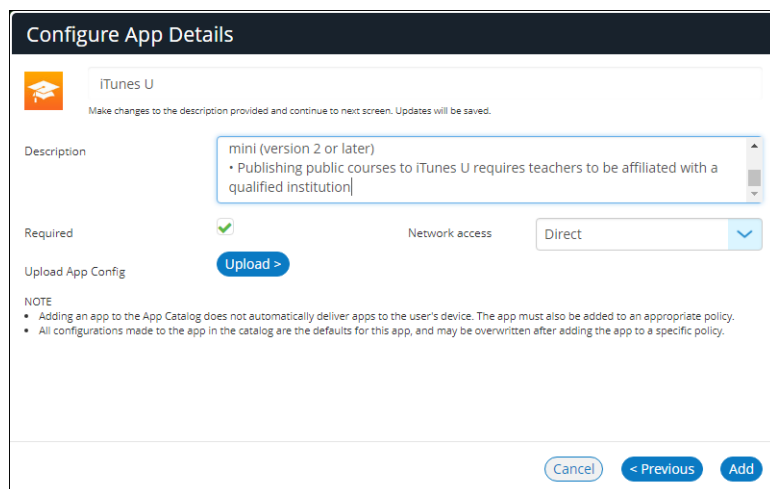 Configure App Details
iTunes U
Make changes to the description provided and continue to next screen. Updates will be saved.
Description
mini (version 2 or later)
• Publishing public courses to iTunes U requires teachers to be affiliated with a
qualified institution
Required
Network access
Direct
Upload App Config
Upload >
NOTE
• Adding an app to the App Catalog does not automatically deliver apps to the user's device. The app must also be added to an appropriate policy.
• All configurations made to the app in the catalog are the defaults for this app, and may be overwritten after adding the app to a specific policy.
Cancel
< Previous
Add